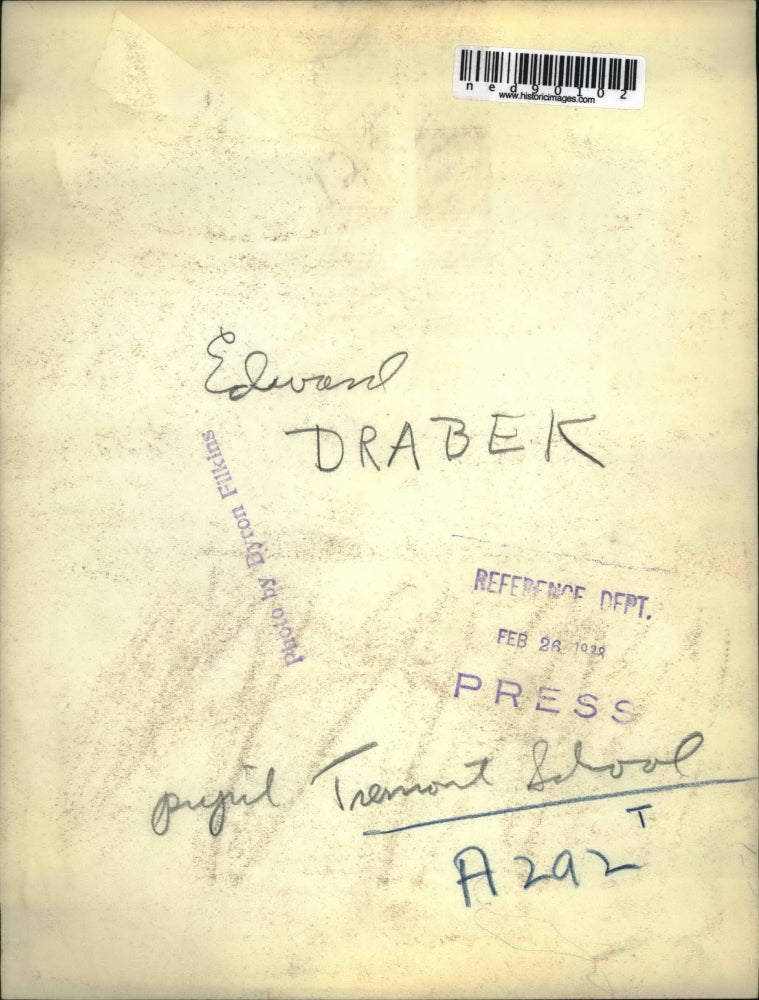 ned90102
www.historicimages.com
Edward
DRABEK
Photo by Byron Filkins
REFERENCE DEPT.
FEB 26 1938
PRESS
pupil Tremont School
T
A292